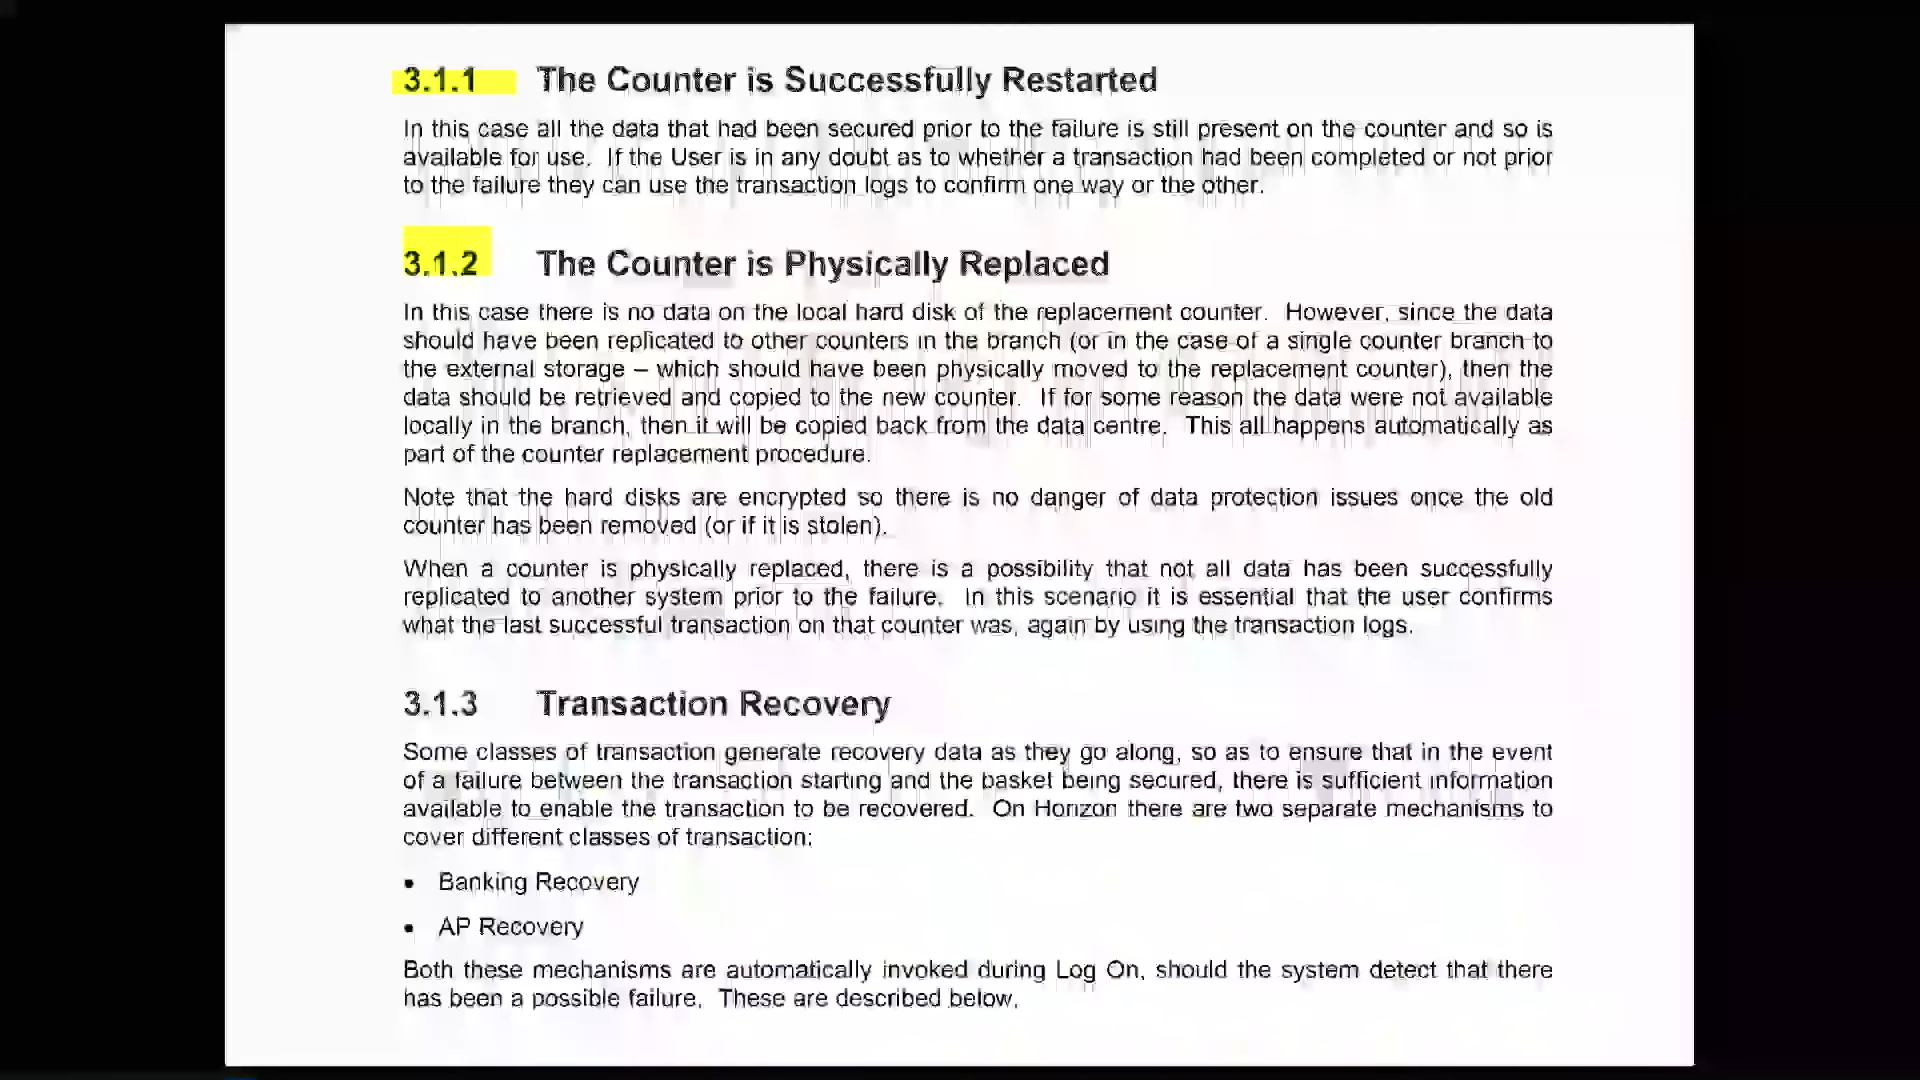 3.1.1 The Counter is Successfully Restarted
In this case all the data that had been secured prior to the failure is still present on the counter and so is
available for use. If the User is in any doubt as to whether a transaction had been completed or not prior
to the failure they can use the transaction logs to confirm one way or the other.
3.1.2 The Counter is Physically Replaced
In this case there is no data on the local hard disk of the replacement counter. However, since the data
should have been replicated to other counters in the branch (or in the case of a single counter branch to
the external storage – which should have been physically moved to the replacement counter), then the
data should be retrieved and copied to the new counter. If for some reason the data were not available
locally in the branch, then it will be copied back from the data centre. This all happens automatically as
part of the counter replacement procedure.
Note that the hard disks are encrypted so there is no danger of data protection issues once the old
counter has been removed (or if it is stolen).
When a counter is physically replaced, there is a possibility that not all data has been successfully
replicated to another system prior to the failure. In this scenario it is essential that the user confirms
what the last successful transaction on that counter was, again by using the transaction logs.
3.1.3 Transaction Recovery
Some classes of transaction generate recovery data as they go along, so as to ensure that in the event
of a failure between the transaction starting and the basket being secured, there is sufficient information
available to enable the transaction to be recovered. On Horizon there are two separate mechanisms to
cover different classes of transaction:
• Banking Recovery
• AP Recovery
Both these mechanisms are automatically invoked during Log On, should the system detect that there
has been a possible failure. These are described below.